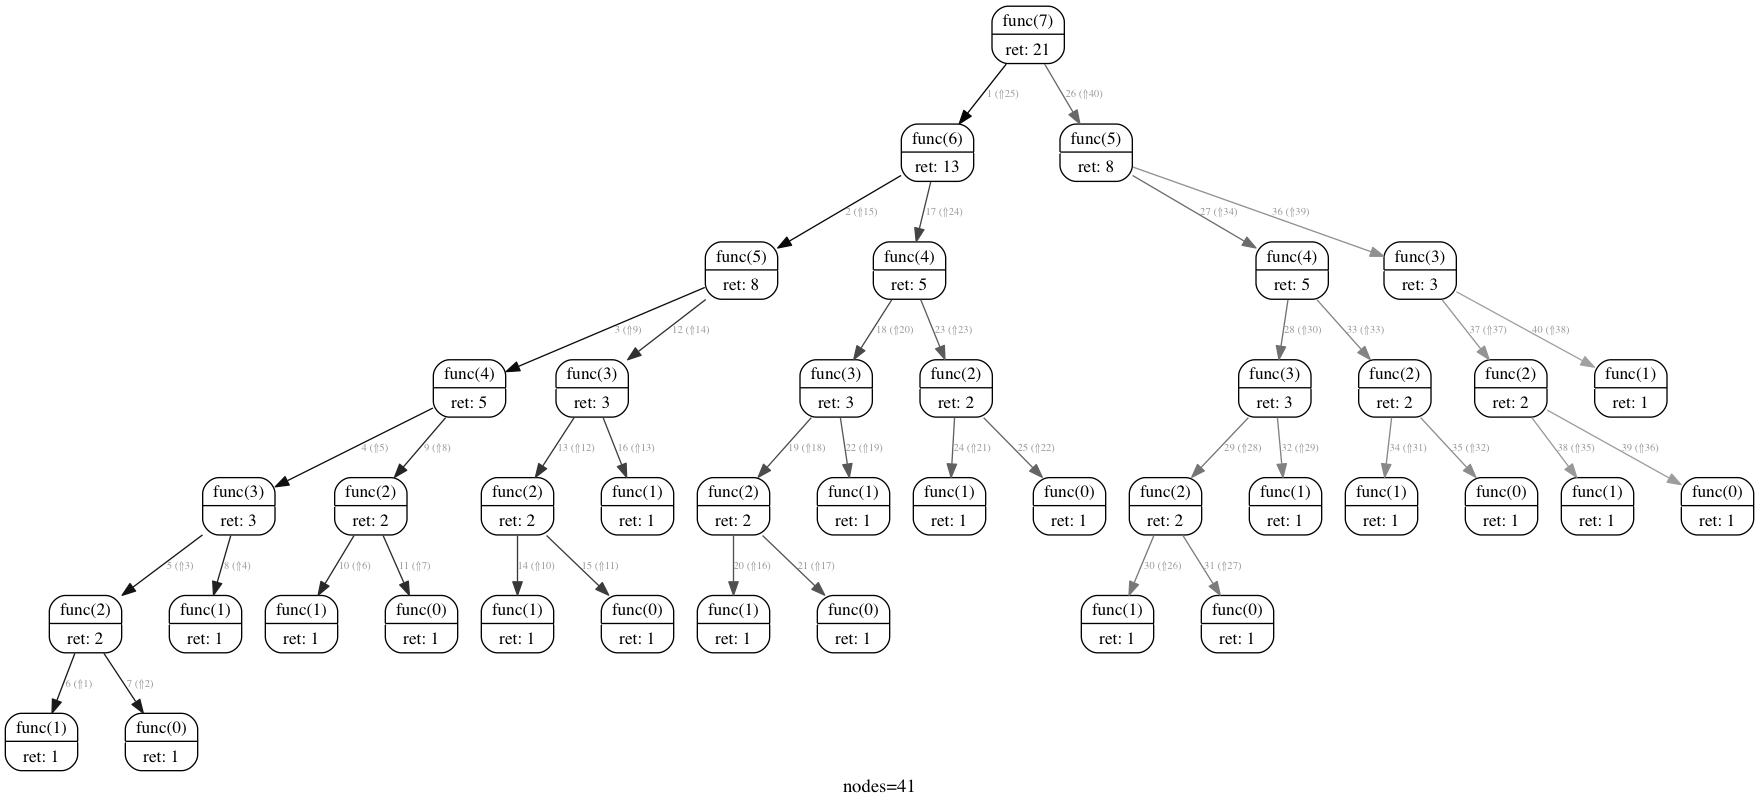 func(7)
ret: 21
1 (⇑25)
26 (⇑40)
func(6)
ret: 13
func(5)
ret: 8
2 (⇑15)
17 (⇑24)
27 (⇑34)
36 (⇑39)
func(5)
ret: 8
func(4)
ret: 5
func(4)
ret: 5
func(3)
ret: 3
3 (⇑9)
12 (⇑14)
18 (⇑20)
23 (⇑23)
28 (⇑30)
33 (⇑33)
37 (⇑37)
40 (⇑38)
func(4)
ret: 5
func(3)
ret: 3
func(3)
ret: 3
func(2)
ret: 2
func(3)
ret: 3
func(2)
ret: 2
func(2)
ret: 2
func(1)
ret: 1
4 (⇑5)
9 (⇑8)
13 (⇑12)
16 (⇑13)
19 (⇑18)
22 (⇑19)
24 (⇑21)
25 (⇑22)
29 (⇑28)
32 (⇑29)
34 (⇑31)
35 (⇑32)
38 (⇑35)
39 (⇑36)
func(3)
ret: 3
func(2)
ret: 2
func(2)
ret: 2
func(1)
ret: 1
func(2)
ret: 2
func(1)
ret: 1
func(1)
ret: 1
func(0)
ret: 1
func(2)
ret: 2
func(1)
ret: 1
func(1)
ret: 1
func(0)
ret: 1
func(1)
ret: 1
func(0)
ret: 1
5 (⇑3)
8 (⇑4)
10 (⇑6)
11 (⇑7)
14 (⇑10)
15 (⇑11)
20 (⇑16)
21 (⇑17)
30 (⇑26)
31 (⇑27)
func(2)
ret: 2
func(1)
ret: 1
func(1)
ret: 1
func(0)
ret: 1
func(1)
ret: 1
func(0)
ret: 1
func(1)
ret: 1
func(0)
ret: 1
func(1)
ret: 1
func(0)
ret: 1
6 (⇑1)
7 (⇑2)
func(1)
ret: 1
func(0)
ret: 1
nodes=41